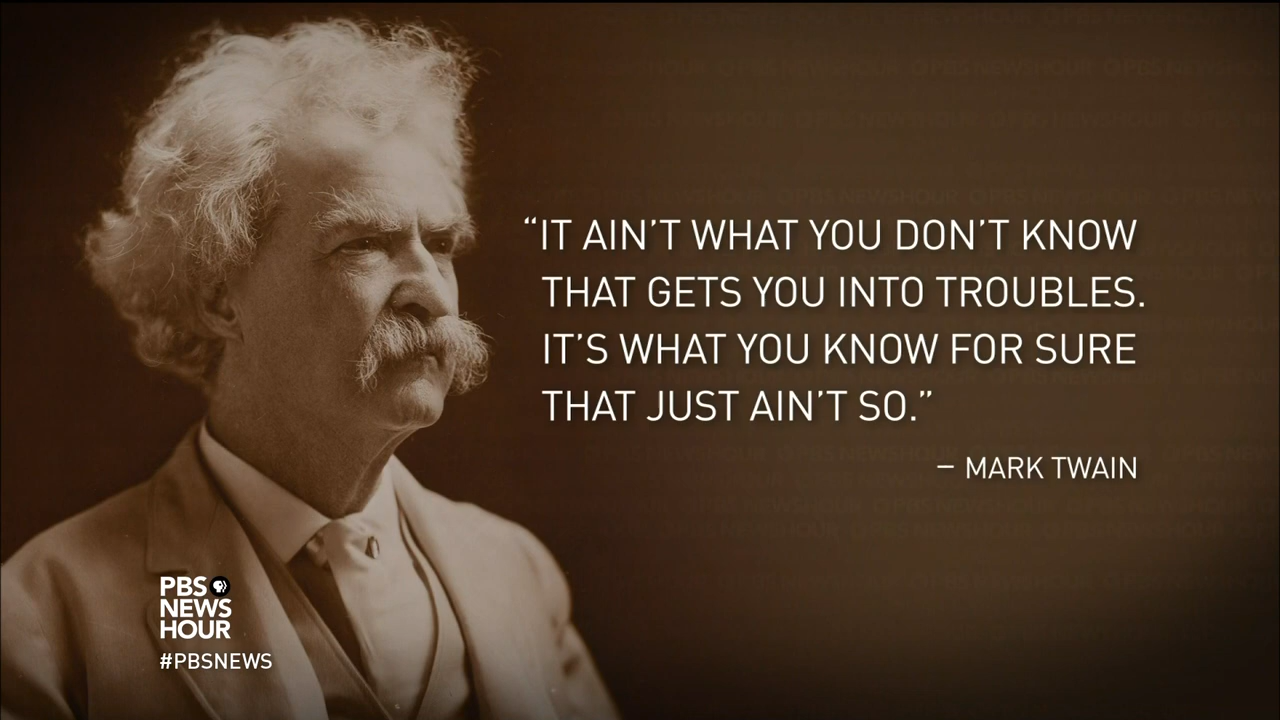 “IT AIN’T WHAT YOU DON’T KNOW
THAT GETS YOU INTO TROUBLES.
IT’S WHAT YOU KNOW FOR SURE
THAT JUST AIN’T SO.”
– MARK TWAIN
PBS
NEWS
HOUR
#PBSNEWS